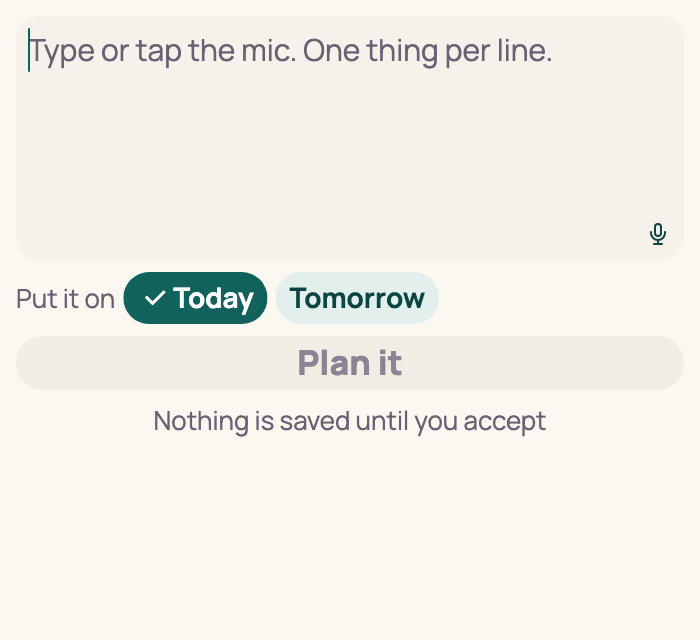 Type or tap the mic. One thing per line.
Put it on Today Tomorrow
Plan it
Nothing is saved until you accept